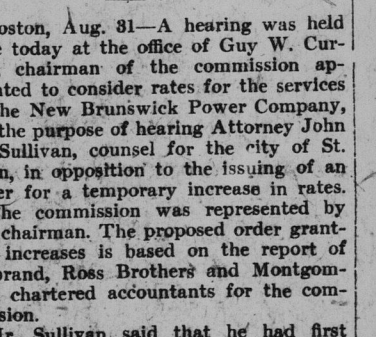 oston, Aug. 31—A hearing was held
e today at the office of Guy W. Cur-
chairman of the commission ap-
nted to consider rates for the services
he New Brunswick Power Company,
the purpose of hearing Attorney John
Sullivan, counsel for the city of St.
n, in opposition to the issuing of an
er for a temporary increase in rates.
he commission was represented by
chairman. The proposed order grant-
increases is based on the report of
brand, Ross Brothers and Montgom-
chartered accountants for the com-
sion.
Mr. Sullivan said that he had first